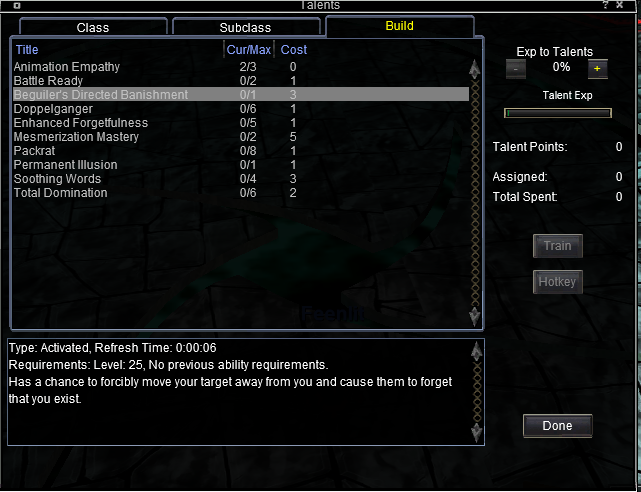 Talents
? X
Class Subclass Build
Title Cur/Max Cost
Animation Empathy 2/3 0
Battle Ready 0/2 1
Beguiler's Directed Banishment 0/1 3
Doppelganger 0/6 1
Enhanced Forgetfulness 0/5 1
Mesmerization Mastery 0/2 5
Packrat 0/8 1
Permanent Illusion 0/1 1
Soothing Words 0/4 3
Total Domination 0/6 2
Exp to Talents
- 0% +
Talent Exp
Talent Points: 0
Assigned: 0
Total Spent: 0
Train
Hotkey
Type: Activated, Refresh Time: 0:00:06
Requirements: Level: 25, No previous ability requirements.
Has a chance to forcibly move your target away from you and cause them to forget
that you exist.
Done